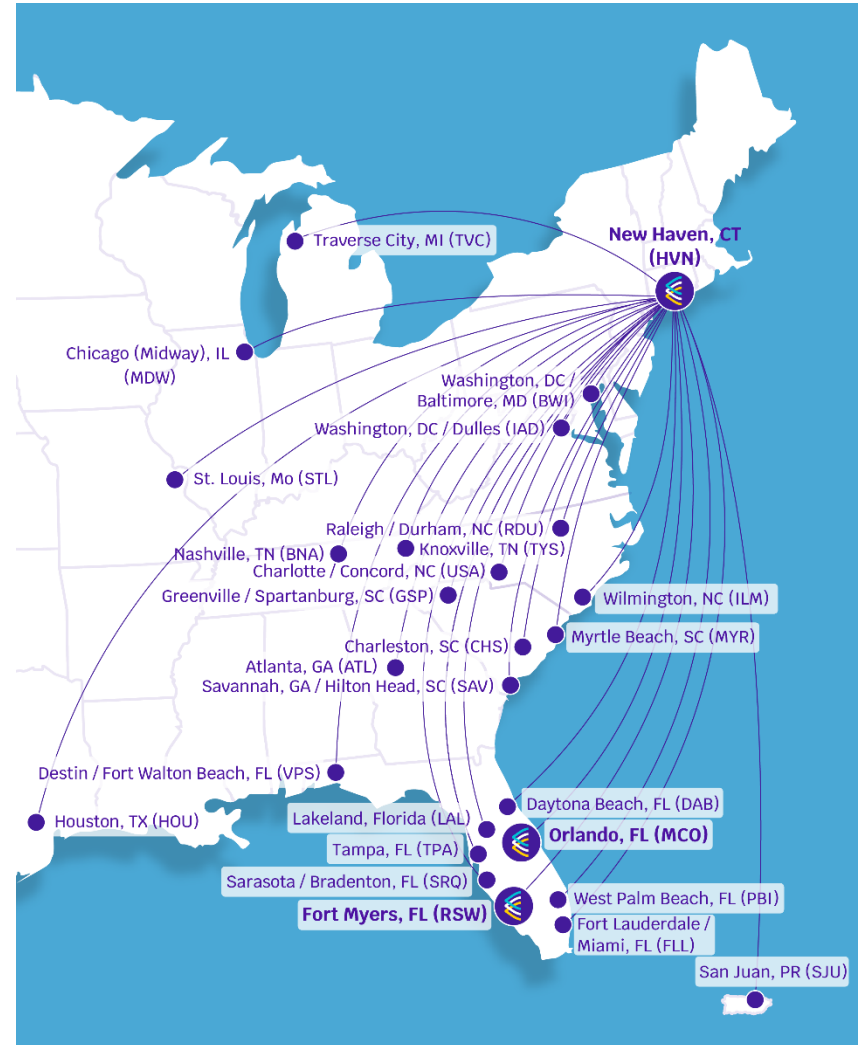 New Haven, CT
(HVN)
Traverse City, MI (TVC)
Chicago (Midway), IL
(MDW)
Washington, DC /
Baltimore, MD (BWI)
Washington, DC / Dulles (IAD)
St. Louis, Mo (STL)
Raleigh / Durham, NC (RDU)
Nashville, TN (BNA)
Knoxville, TN (TYS)
Charlotte / Concord, NC (USA)
Greenville / Spartanburg, SC (GSP)
Wilmington, NC (ILM)
Myrtle Beach, SC (MYR)
Charleston, SC (CHS)
Atlanta, GA (ATL)
Savannah, GA / Hilton Head, SC (SAV)
Destin / Fort Walton Beach, FL (VPS)
Houston, TX (HOU)
Daytona Beach, FL (DAB)
Lakeland, Florida (LAL)
Orlando, FL (MCO)
Tampa, FL (TPA)
Sarasota / Bradenton, FL (SRQ)
West Palm Beach, FL (PBI)
Fort Myers, FL (RSW)
Fort Lauderdale /
Miami, FL (FLL)
San Juan, PR (SJU)